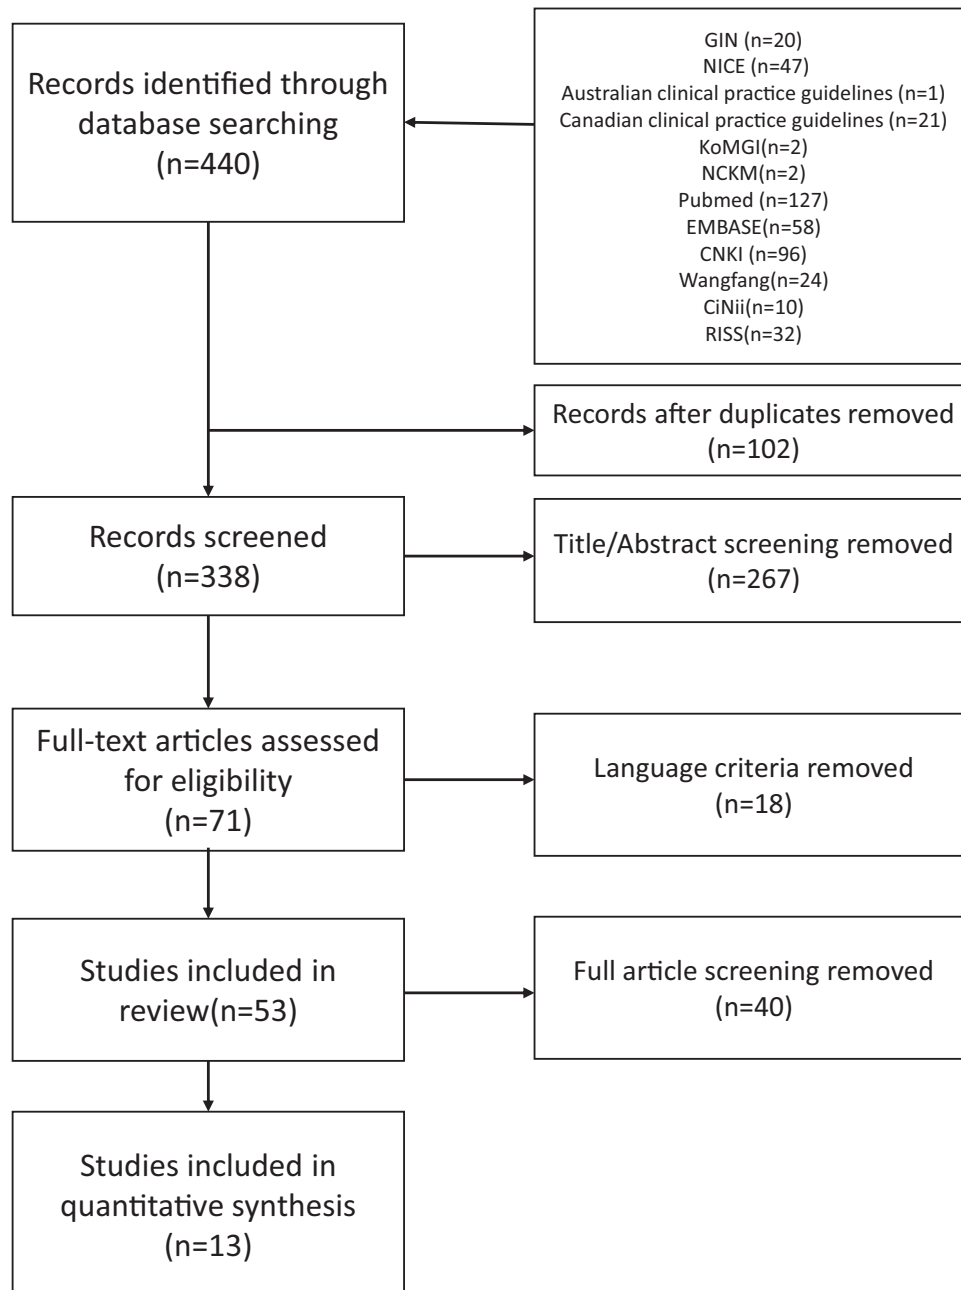 Records identified through
database searching
(n=440)
GIN (n=20)
NICE (n=47)
Australian clinical practice guidelines (n=1)
Canadian clinical practice guidelines (n=21)
KoMGI(n=2)
NCKM(n=2)
Pubmed (n=127)
EMBASE(n=58)
CNKI (n=96)
Wangfang(n=24)
CiNii(n=10)
RISS(n=32)
Records after duplicates removed
(n=102)
Records screened
(n=338)
Title/Abstract screening removed
(n=267)
Full-text articles assessed
for eligibility
(n=71)
Language criteria removed
(n=18)
Studies included in
review(n=53)
Full article screening removed
(n=40)
Studies included in
quantitative synthesis
(n=13)